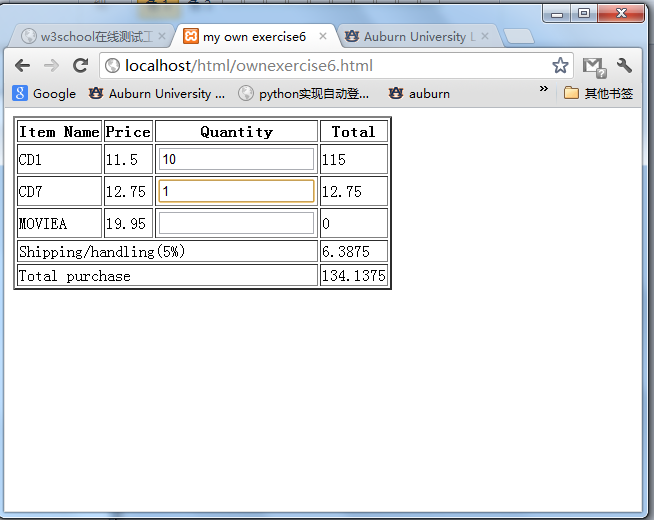 w3school在线测试工
my own exercise6
Auburn University L
localhost/html/ownexercise6.html
Google
Auburn University ...
python实现自动登...
auburn
»
其他书签
Item Name Price Quantity Total
CD1 11.5 10 115
CD7 12.75 1 12.75
MOVIEA 19.95 0
Shipping/handling(5%) 6.3875
Total purchase 134.1375